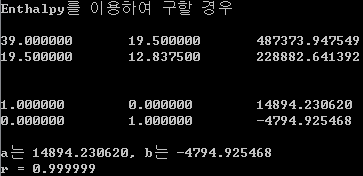 Enthalpy를 이용하여 구할 경우
39.000000 19.500000 487373.947549
19.500000 12.837500 228882.641392
1.000000 0.000000 14894.230620
0.000000 1.000000 -4794.925468
a는 14894.230620, b는 -4794.925468
r = 0.999999